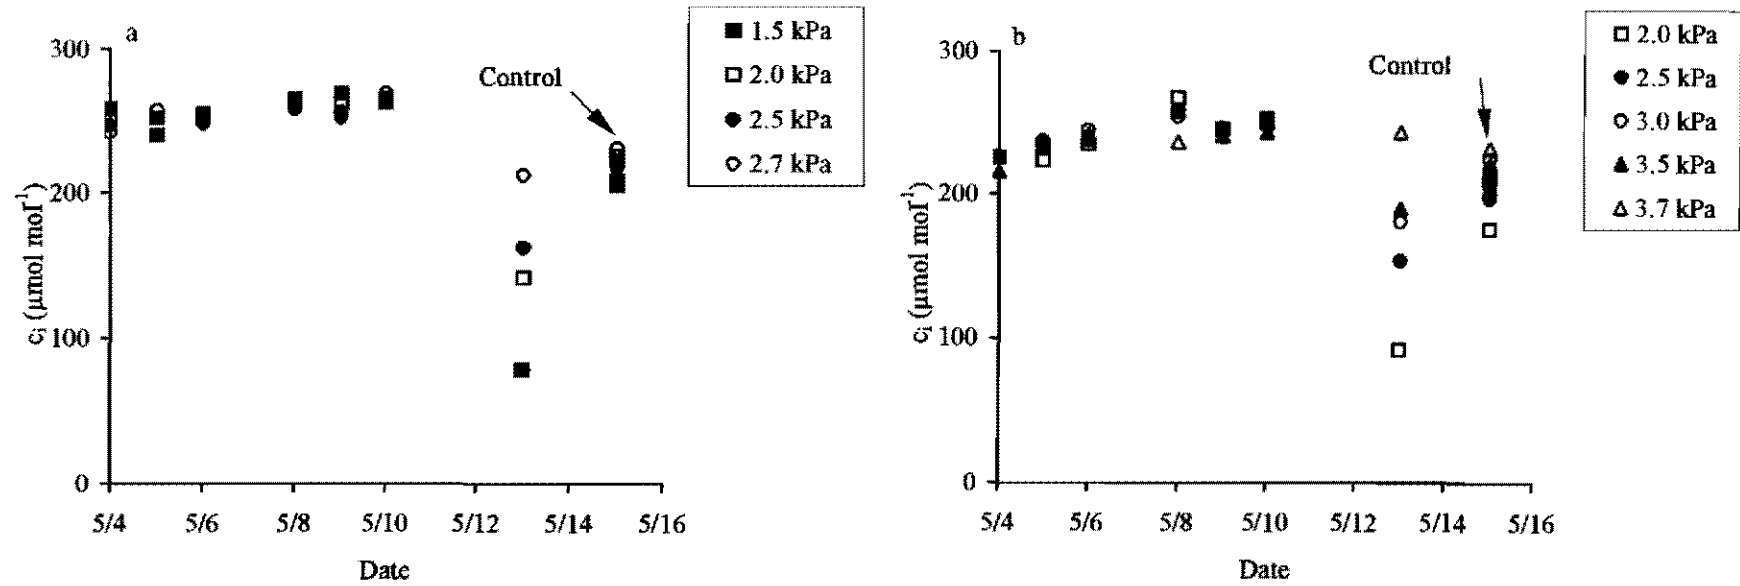 a
300
200
100
0
ci (µmol mol-1)
5/4 5/6 5/8 5/10 5/12 5/14 5/16
Date
Control
1.5 kPa
2.0 kPa
2.5 kPa
2.7 kPa
b
300
200
100
0
ci (µmol mol-1)
5/4 5/6 5/8 5/10 5/12 5/14 5/16
Date
Control
2.0 kPa
2.5 kPa
3.0 kPa
3.5 kPa
3.7 kPa